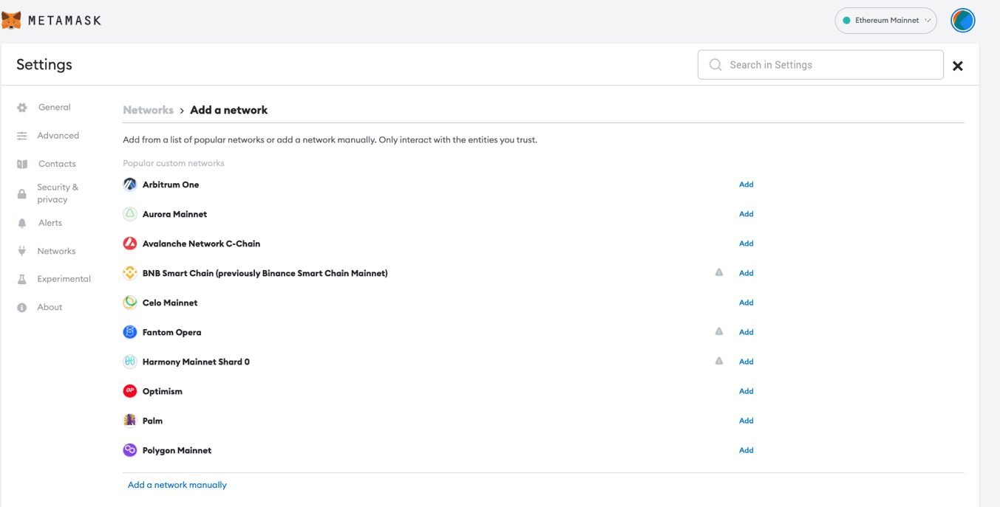 METAMASK
Ethereum Mainnet
Settings
Search in Settings
General
Advanced
Contacts
Security &
privacy
Alerts
Networks
Experimental
About
Networks > Add a network
Add from a list of popular networks or add a network manually. Only interact with the entities you trust.
Popular custom networks
Arbitrum One Add
Aurora Mainnet Add
Avalanche Network C-Chain Add
BNB Smart Chain (previously Binance Smart Chain Mainnet) Add
Celo Mainnet Add
Fantom Opera Add
Harmony Mainnet Shard 0 Add
OP Optimism Add
Palm Add
Polygon Mainnet Add
Add a network manually